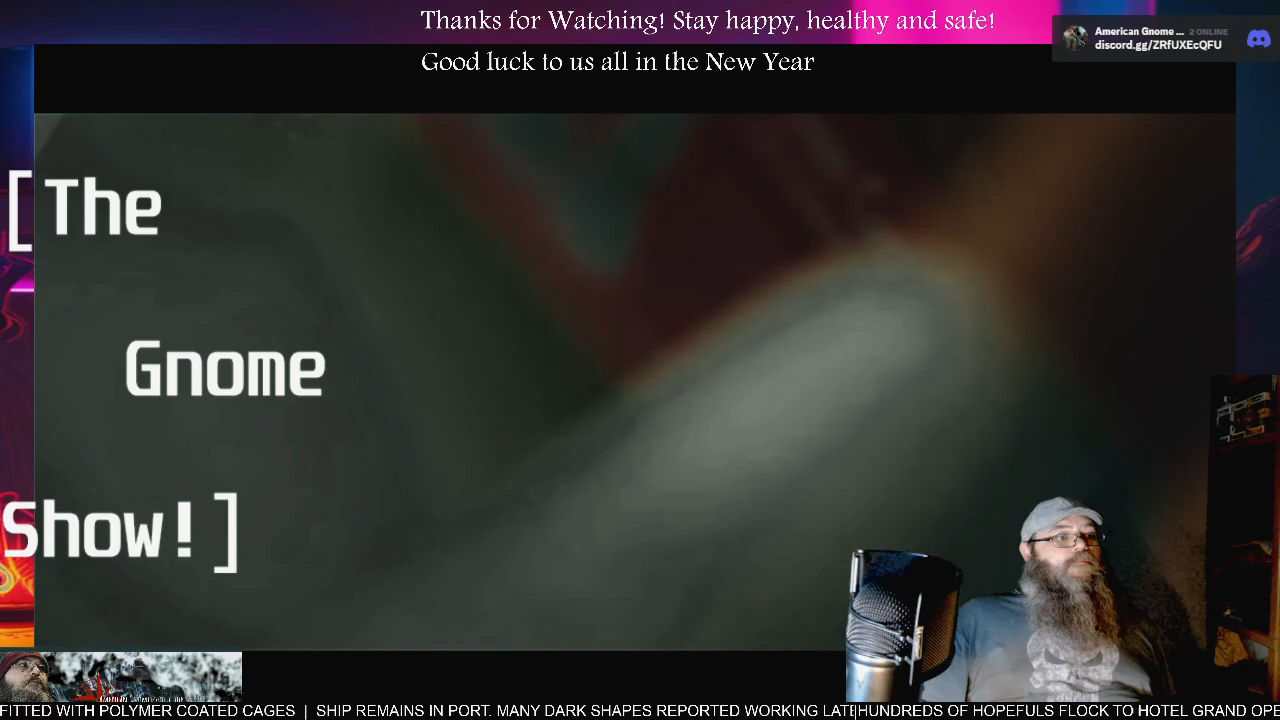 Thanks for Watching! Stay happy, healthy and safe!
American Gnome ... 2 ONLINE
discord.gg/ZRfUXEcQFU
Good luck to us all in the New Year
[The
Gnome
Show!]
FITTED WITH POLYMER COATED CAGES | SHIP REMAINS IN PORT. MANY DARK SHAPES REPORTED WORKING LATE|HUNDREDS OF HOPEFULS FLOCK TO HOTEL GRAND OPE